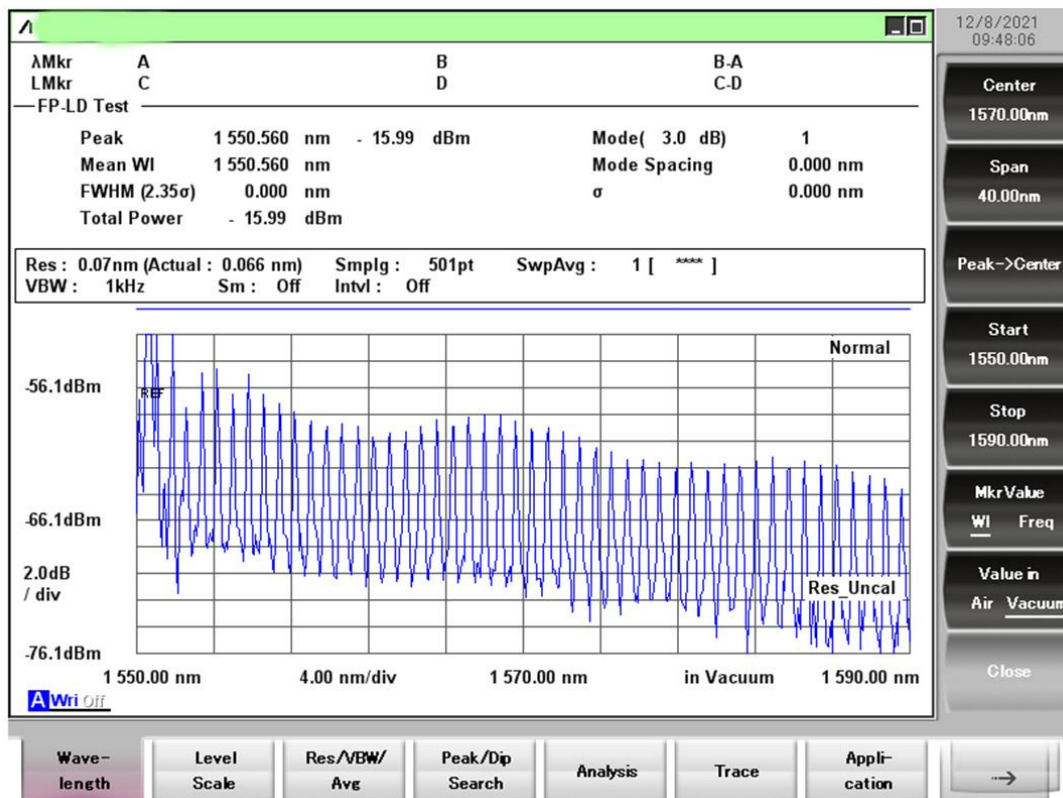 12/8/2021
09:48:06
λMkr A B B-A
LMkr C D C-D
FP-LD Test
Peak 1 550.560 nm - 15.99 dBm Mode( 3.0 dB) 1
Mean Wl 1 550.560 nm Mode Spacing 0.000 nm
FWHM (2.35σ) 0.000 nm σ 0.000 nm
Total Power - 15.99 dBm
Res : 0.07nm (Actual : 0.066 nm) Smplg : 501pt SwpAvg : 1 [ **** ]
VBW : 1kHz Sm : Off Intvl : Off
Normal
-56.1dBm
REF
-66.1dBm
2.0dB
/ div
Res_Uncal
-76.1dBm
1 550.00 nm 4.00 nm/div 1 570.00 nm in Vacuum 1 590.00 nm
A Wri Off
Center
1570.00nm
Span
40.00nm
Peak->Center
Start
1550.00nm
Stop
1590.00nm
MkrValue
Wl Freq
Value in
Air Vacuum
Close
Wave-
length
Level
Scale
Res/VBW/
Avg
Peak/Dip
Search
Analysis
Trace
Appli-
cation